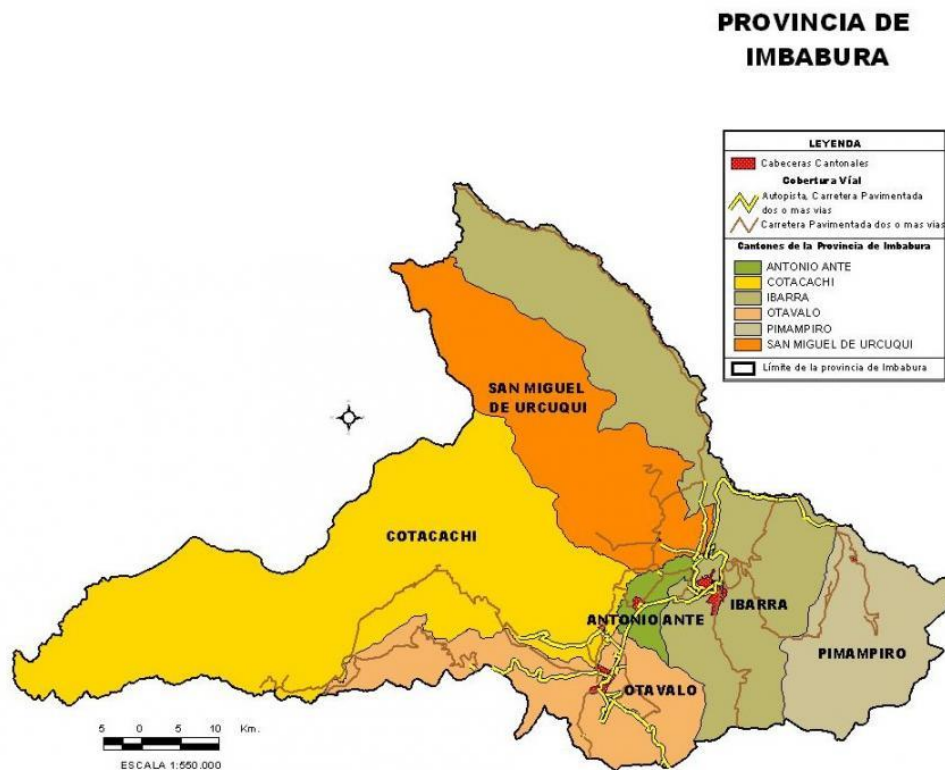 PROVINCIA DE
IMBABURA
LEYENDA
Cabeceras Cantonales
Cobertura Víal
Autopista, Carretera Pavimentada
dos o mas vias
Carretera Pavimentada dos o mas vias
Cantones de la Provincia de Imbabura
ANTONIO ANTE
COTACACHI
IBARRA
OTAVALO
PIMAMPIRO
SAN MIGUEL DE URCUQUI
Límite de la provincia de Imbabura
SAN MIGUEL
DE URCUQUI
COTACACHI
IBARRA
ANTONIO ANTE
PIMAMPIRO
OTAVALO
5 0 5 10 Km.
ESCALA 1:550.000